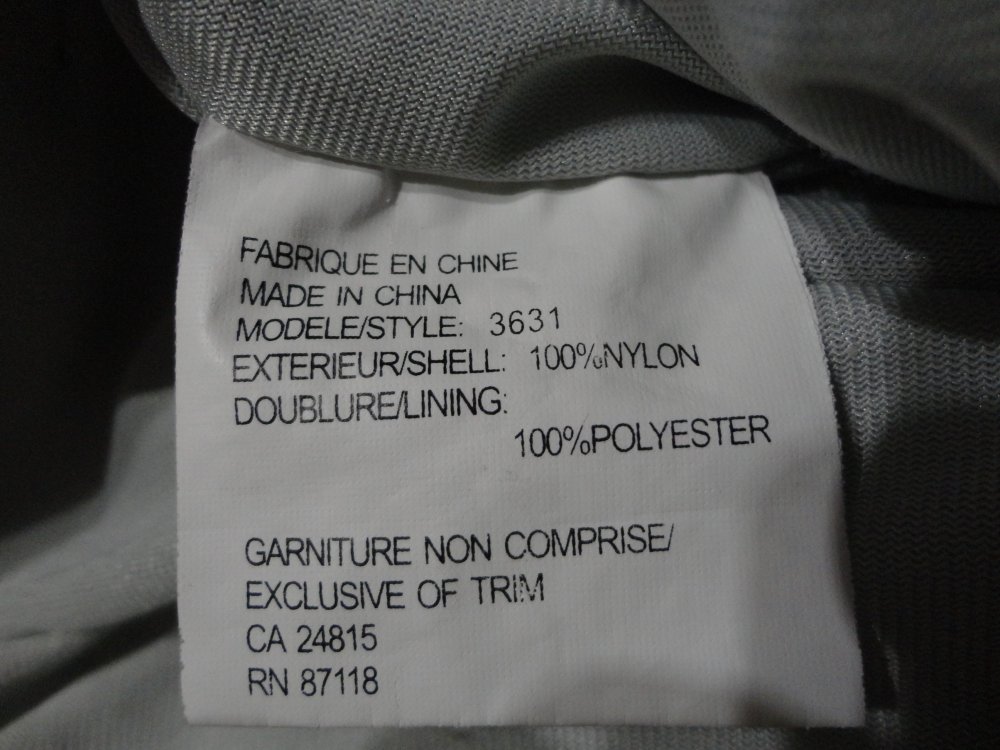 FABRIQUE EN CHINE
MADE IN CHINA
MODELE/STYLE: 3631
EXTERIEUR/SHELL: 100%NYLON
DOUBLURE/LINING:
100%POLYESTER
GARNITURE NON COMPRISE/
EXCLUSIVE OF TRIM
CA 24815
RN 87118